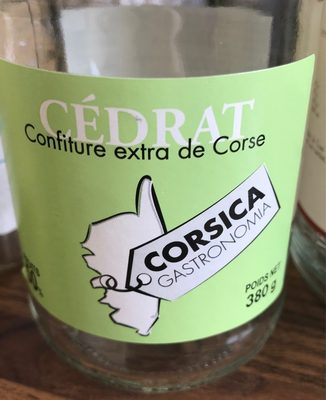 CÉDRAT
Confiture extra de Corse
CORSICA
GASTRONOMIA
POIDS NET
380 g